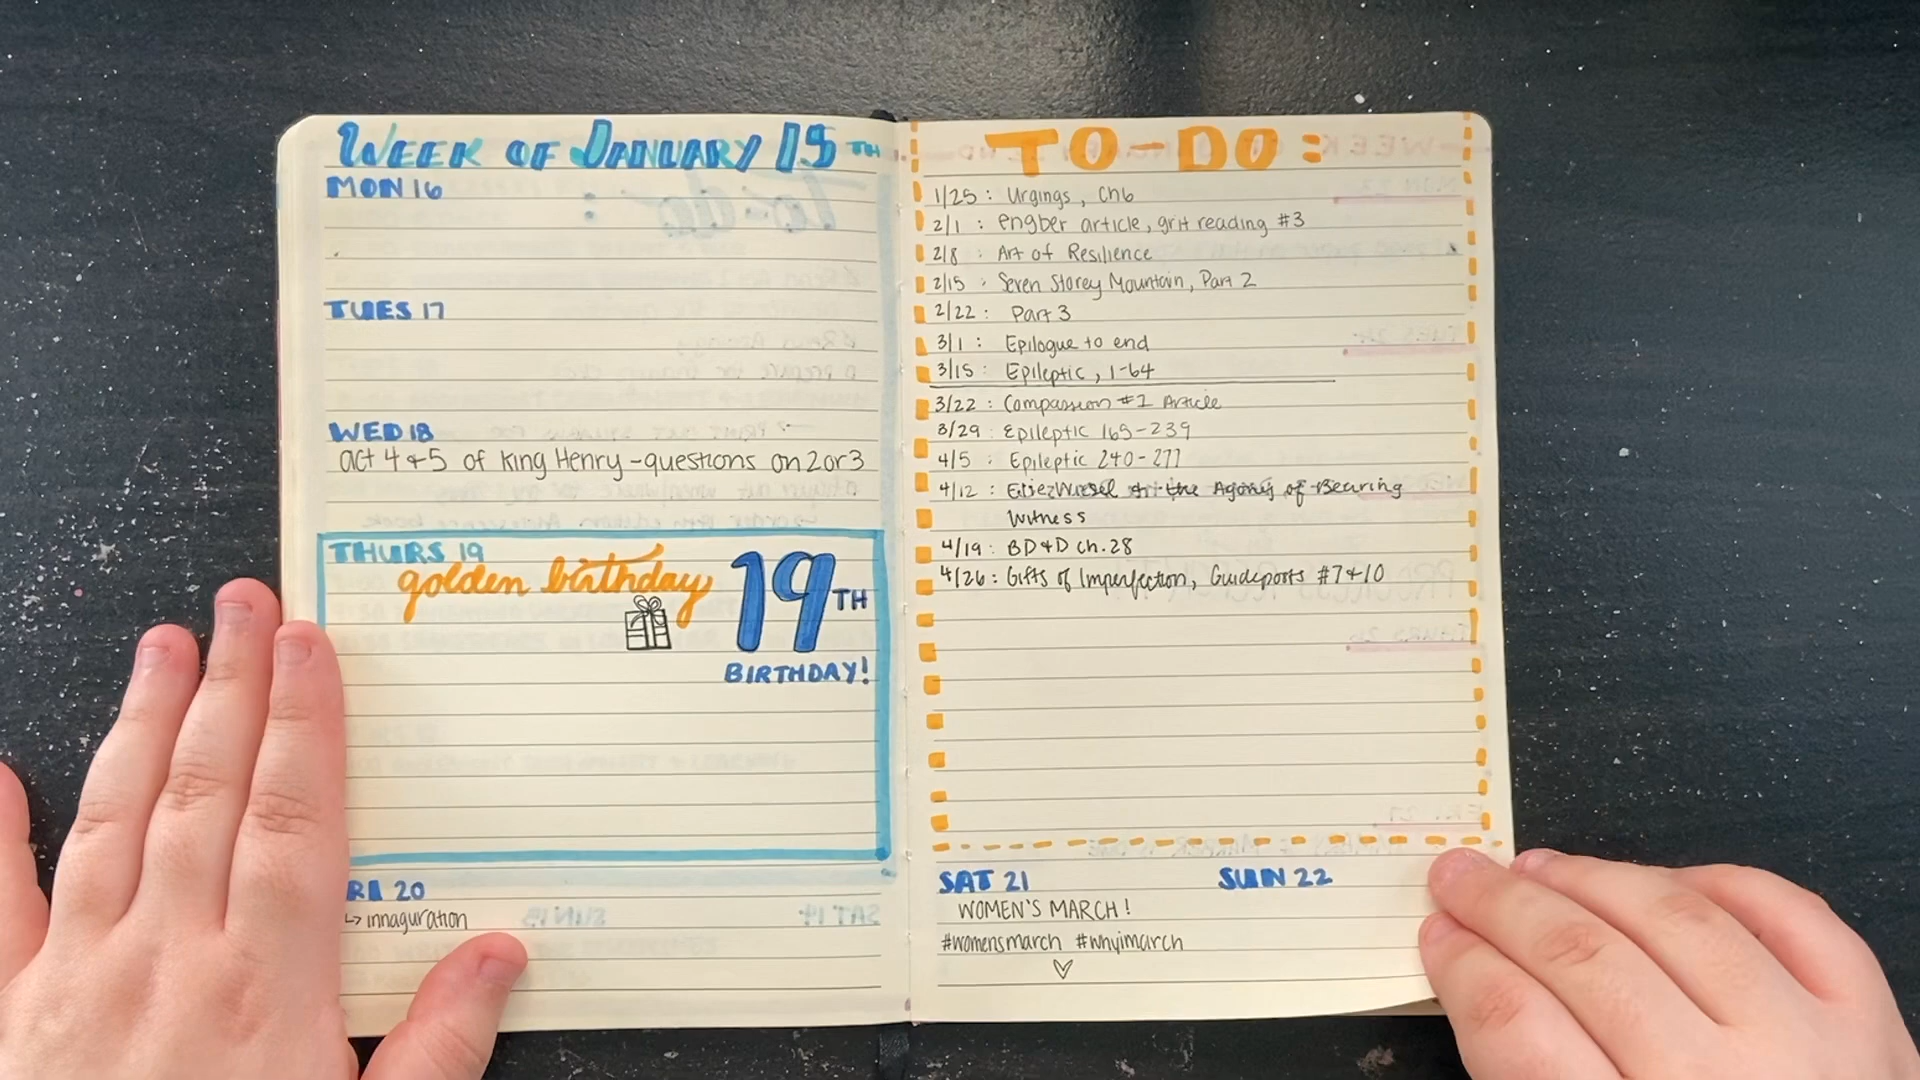 WEEK OF JANUARY 15TH
MON 16
TUES 17
WED 18
act 4 & 5 of King Henry - questions on 2 or 3
THURS 19
golden birthday
19TH
BIRTHDAY!
RI 20
↳ innaguration
TO-DO:
1/25: Urgings, Ch6
2/1: engber article, grit reading #3
2/8: Art of Resilience
2/15: Seven Storey Mountain, Part 2
2/22: Part 3
3/1: Epilogue to end
3/15: Epileptic, 1-64
3/22: Compassion #1 Article
3/29: Epileptic 165-239
4/5: Epileptic 240-277
4/12: Wiesel the Agony of Bearing
Witness
4/19: BD&D ch.28
4/26: Gifts of Imperfection, Guideposts #7 & 10
SAT 21
WOMEN'S MARCH!
#womensmarch #whyimarch
SUN 22